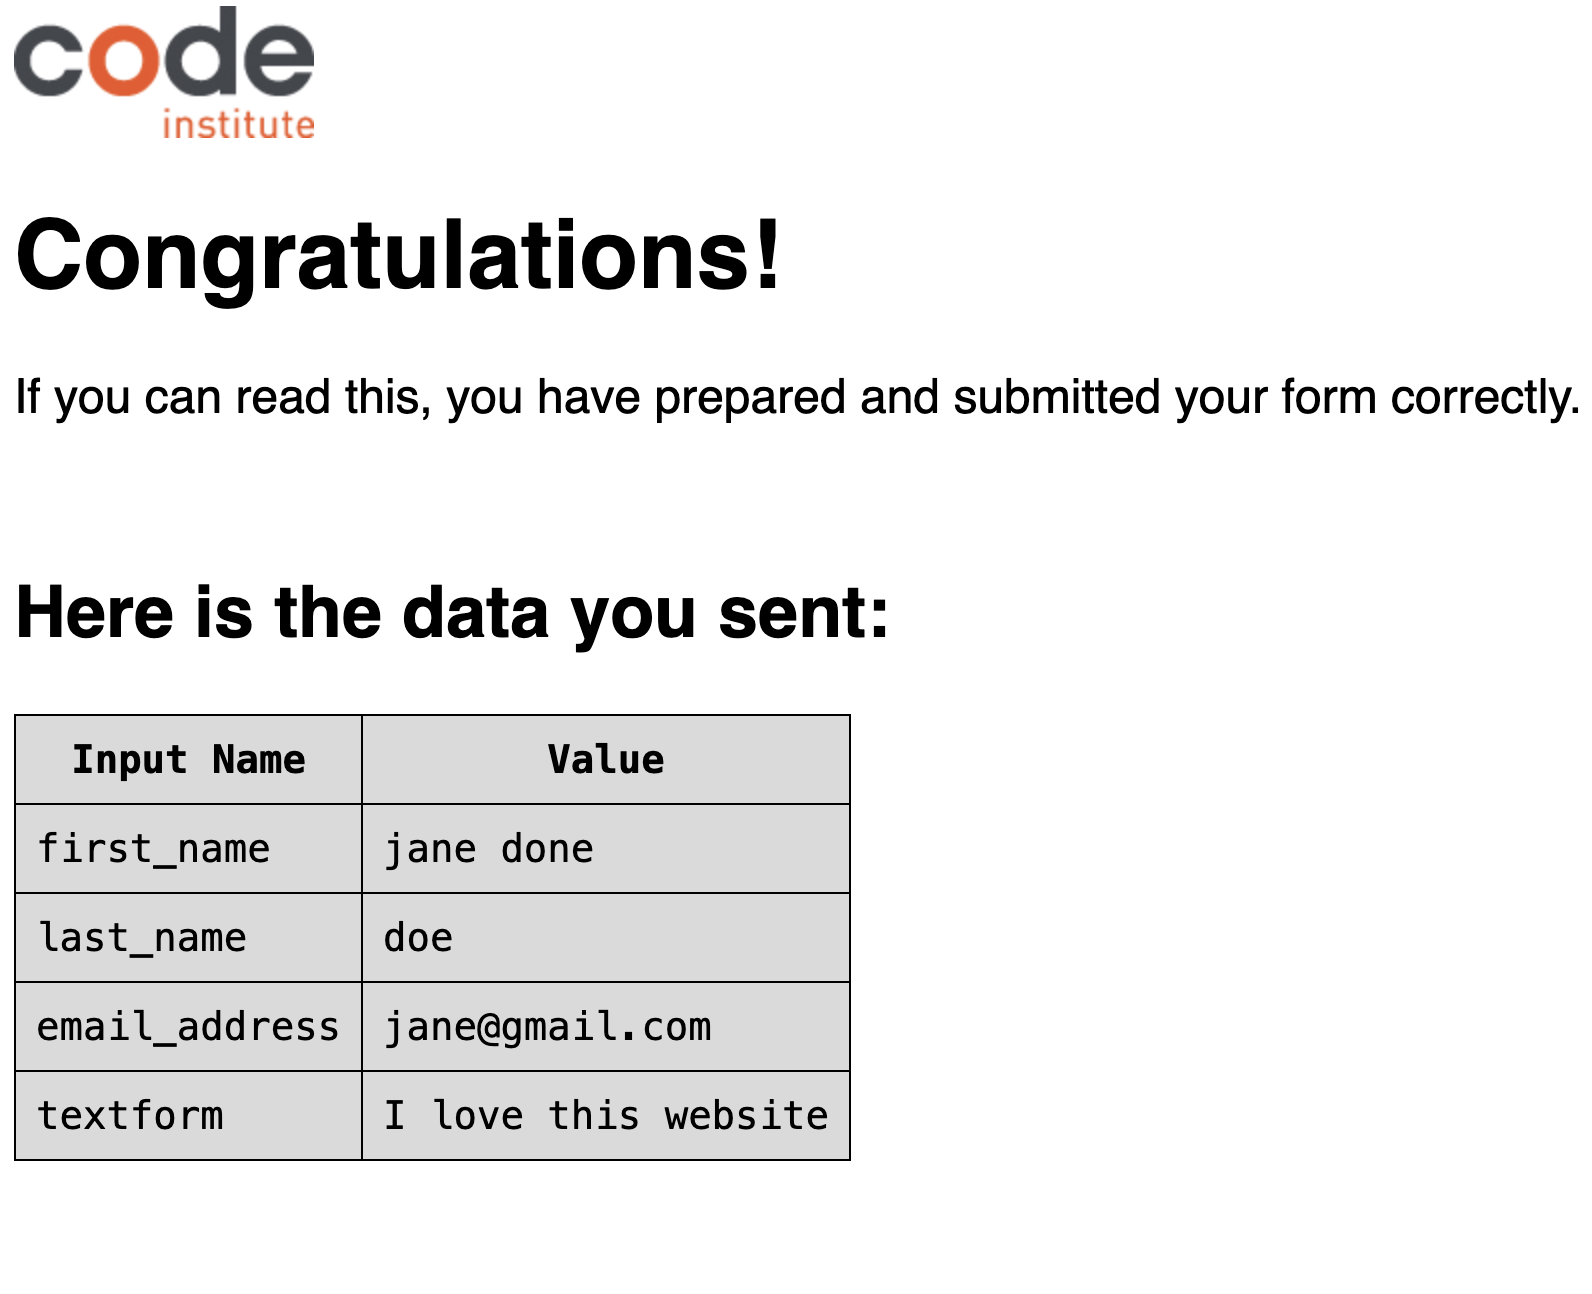 code
institute
Congratulations!
If you can read this, you have prepared and submitted your form correctly.
Here is the data you sent:
Input Name Value
first_name jane done
last_name doe
email_address jane@gmail.com
textform I love this website